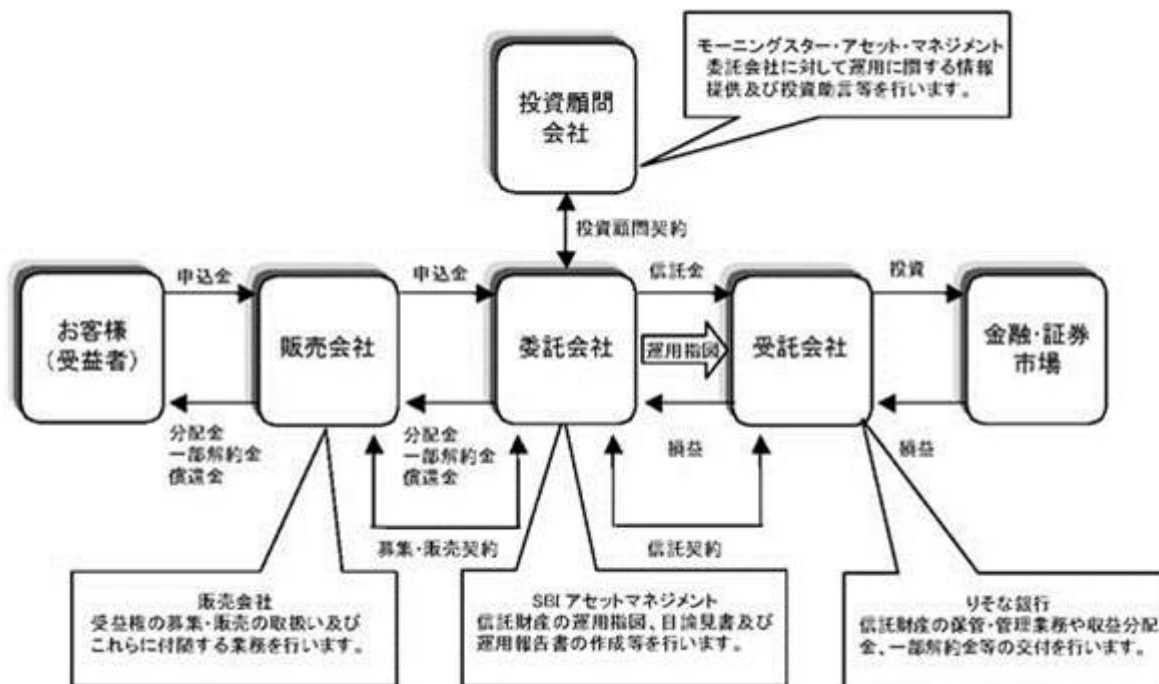 モーニングスター・アセット・マネジメント
委託会社に対して運用に関する情報
提供及び投資助言等を行います。
投資顧問
会社
投資顧問契約
申込金
申込金
信託金
投資
お客様
(受益者)
販売会社
委託会社
運用指図
受託会社
金融・証券
市場
分配金
一部解約金
償還金
分配金
一部解約金
償還金
損益
損益
募集・販売契約
信託契約
販売会社
受益権の募集・販売の取扱い及び
これらに付随する業務を行います。
SBIアセットマネジメント
信託財産の運用指図、目論見書及び
運用報告書の作成等を行います。
りそな銀行
信託財産の保管・管理業務や収益分配
金、一部解約金等の交付を行います。